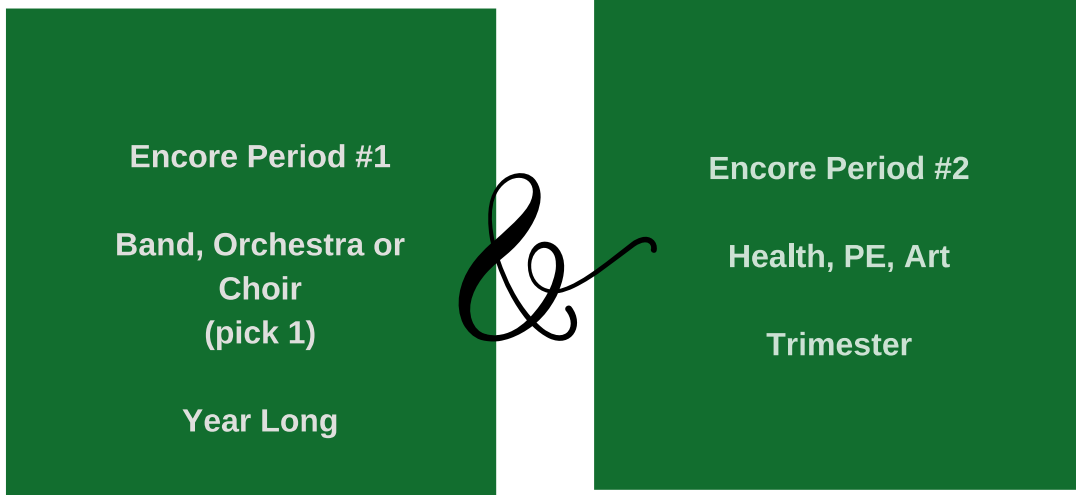 Encore Period #1
Band, Orchestra or
Choir
(pick 1)
Year Long
&
Encore Period #2
Health, PE, Art
Trimester